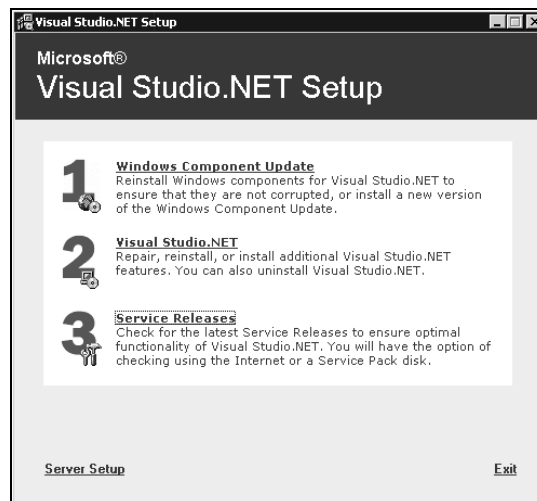 Visual Studio.NET Setup
Microsoft®
Visual Studio.NET Setup
1
Windows Component Update
Reinstall Windows components for Visual Studio.NET to
ensure that they are not corrupted, or install a new version
of the Windows Component Update.
2
Visual Studio.NET
Repair, reinstall, or install additional Visual Studio.NET
features. You can also uninstall Visual Studio.NET.
3
Service Releases
Check for the latest Service Releases to ensure optimal
functionality of Visual Studio.NET. You will have the option of
checking using the Internet or a Service Pack disk.
Server Setup
Exit